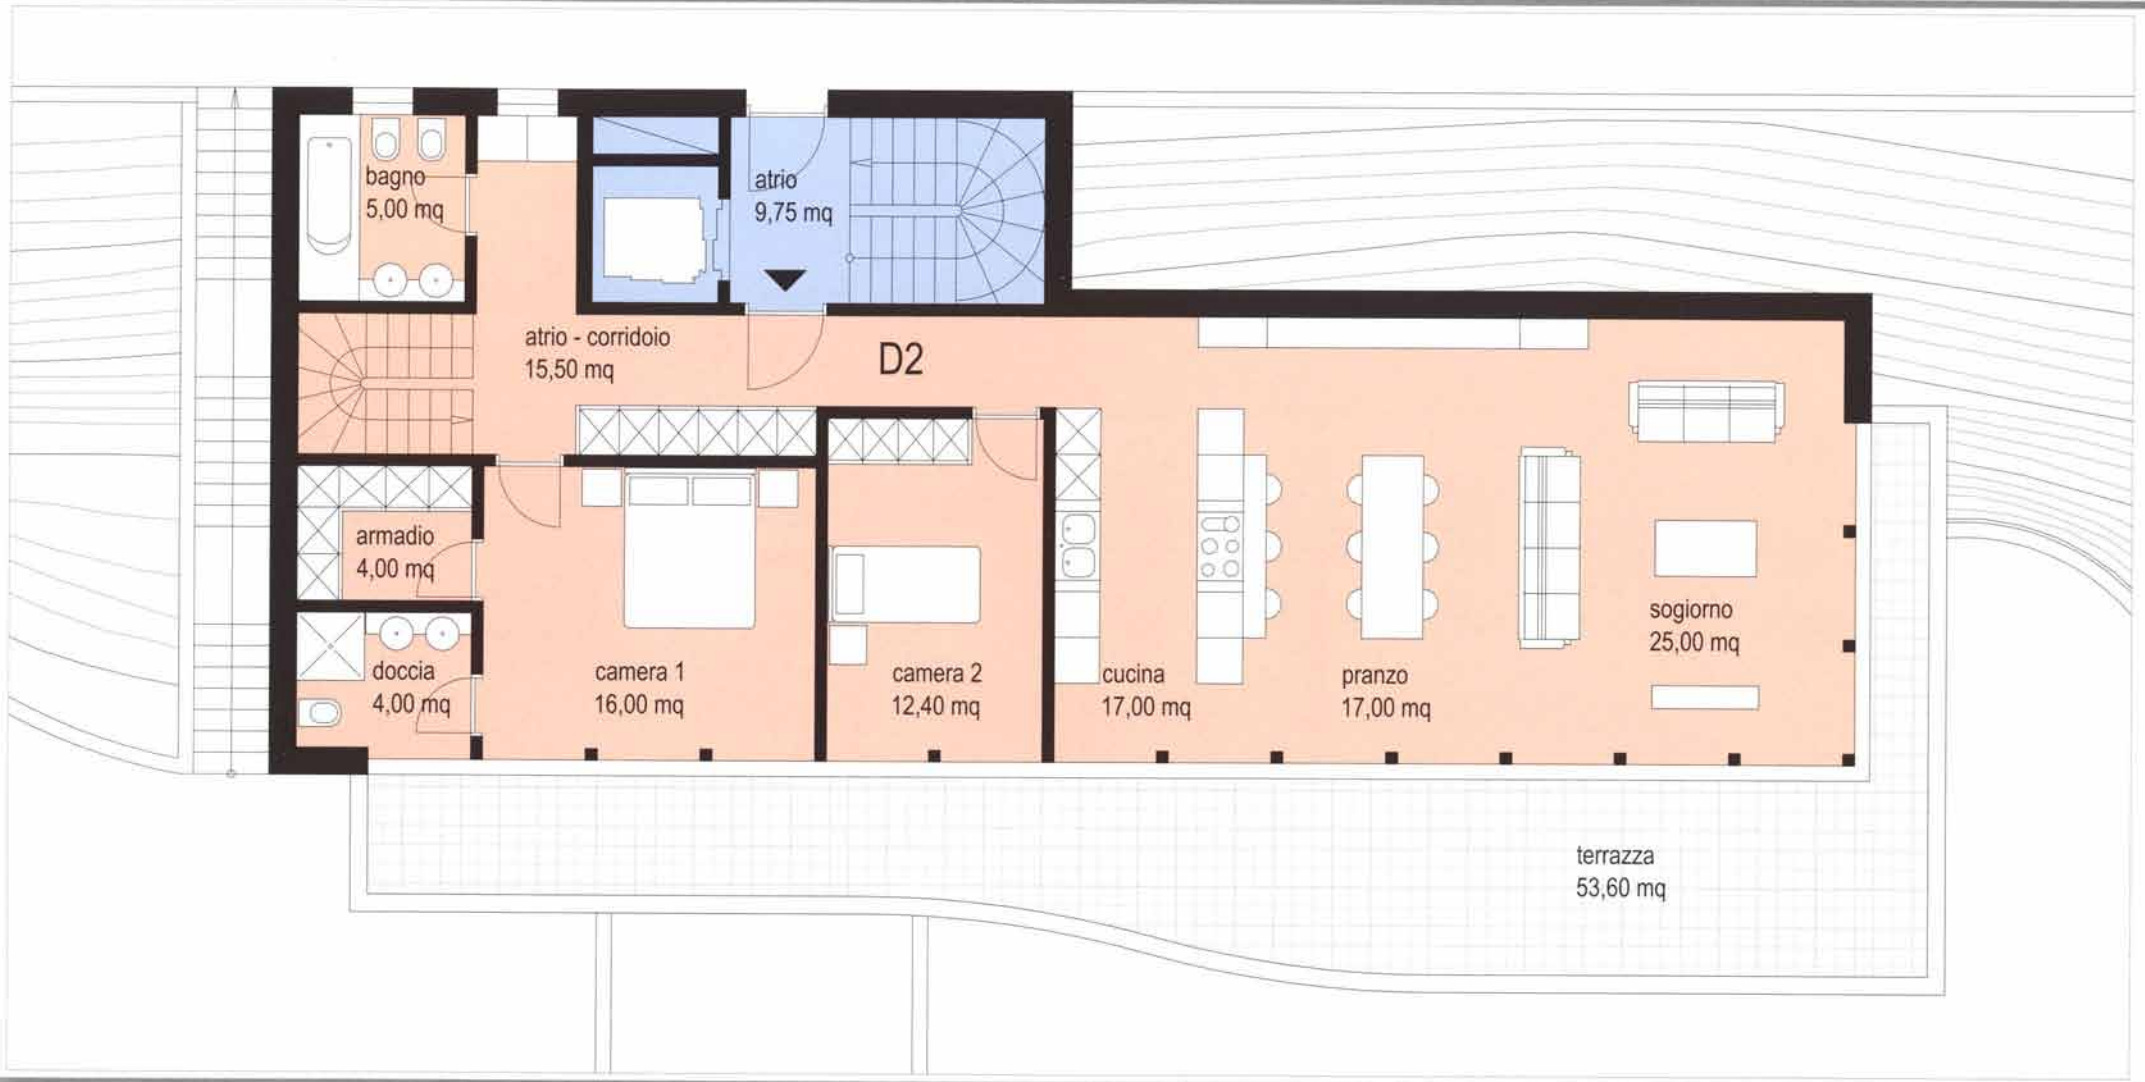 bagno
5,00 mq
atrio
9,75 mq
atrio - corridoio
15,50 mq
D2
armadio
4,00 mq
doccia
4,00 mq
camera 1
16,00 mq
camera 2
12,40 mq
cucina
17,00 mq
pranzo
17,00 mq
sogiorno
25,00 mq
terrazza
53,60 mq